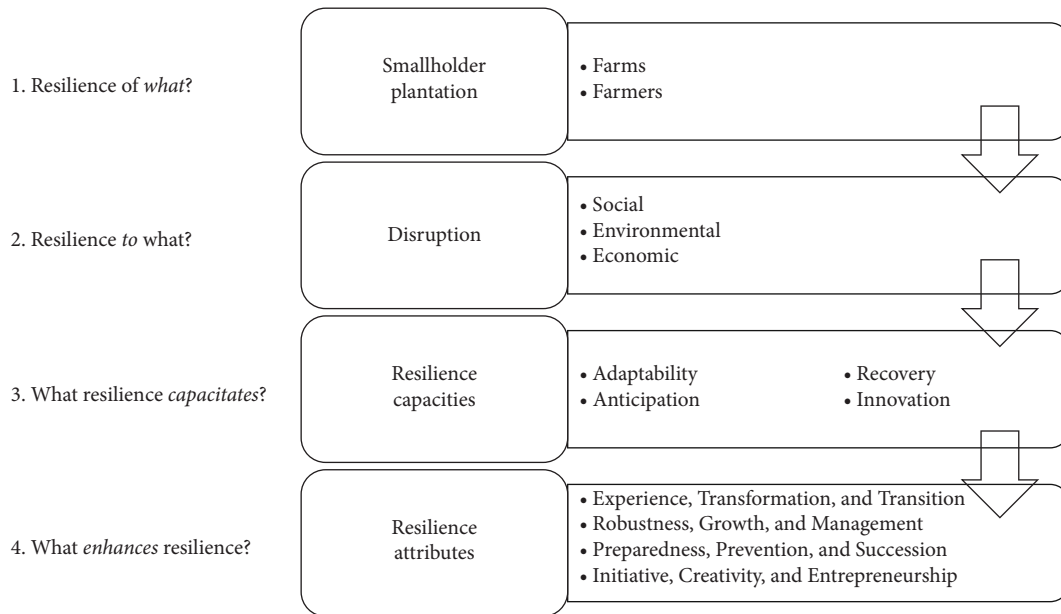 1. Resilience of what?
Smallholder
plantation
• Farms
• Farmers
2. Resilience to what?
Disruption
• Social
• Environmental
• Economic
3. What resilience capacitates?
Resilience
capacities
• Adaptability
• Anticipation
• Recovery
• Innovation
4. What enhances resilience?
Resilience
attributes
• Experience, Transformation, and Transition
• Robustness, Growth, and Management
• Preparedness, Prevention, and Succession
• Initiative, Creativity, and Entrepreneurship